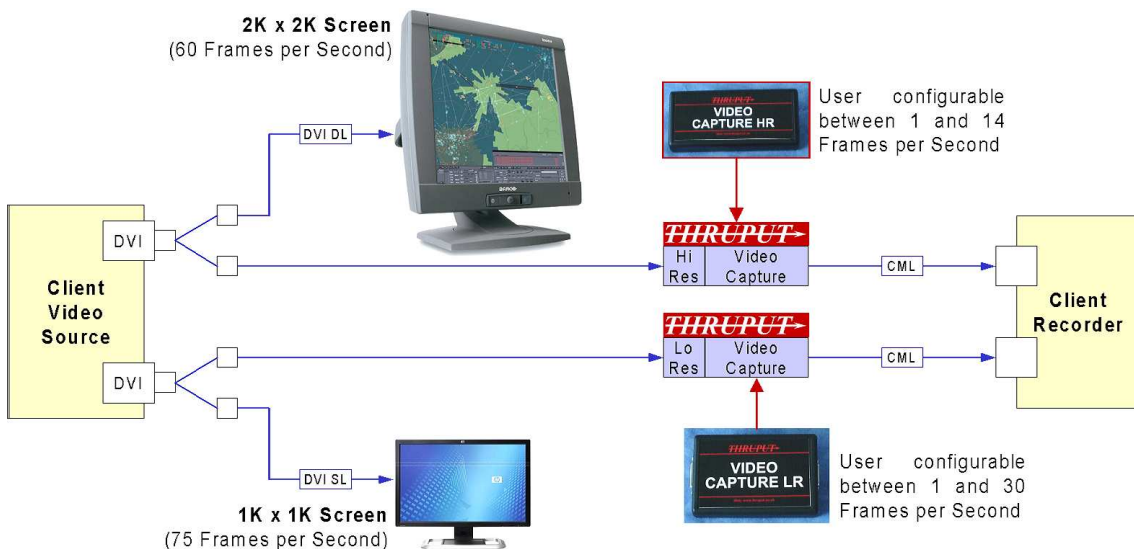 2K x 2K Screen
(60 Frames per Second)
DVI DL
THRUPUT
VIDEO
CAPTURE HR
User configurable
between 1 and 14
Frames per Second
DVI
THRUPUT
Hi
Res
Video
Capture
CML
Client
Video
Source
Client
Recorder
THRUPUT
Lo
Res
Video
Capture
CML
DVI
DVI SL
THRUPUT
VIDEO
CAPTURE LR
User configurable
between 1 and 30
Frames per Second
1K x 1K Screen
(75 Frames per Second)